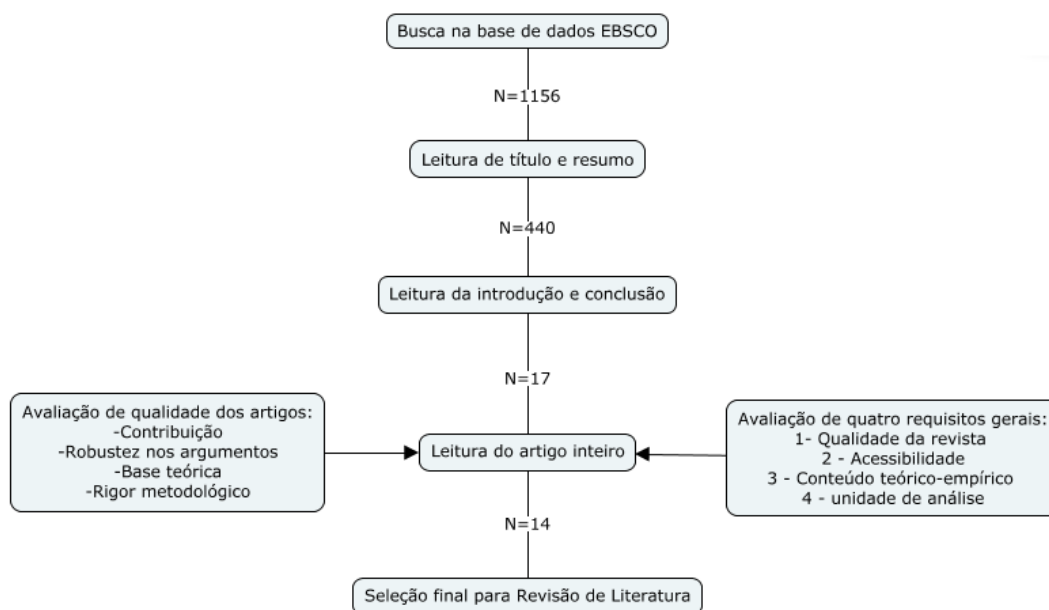 Busca na base de dados EBSCO
N=1156
Leitura de título e resumo
N=440
Leitura da introdução e conclusão
N=17
Avaliação de qualidade dos artigos:
-Contribuição
-Robustez nos argumentos
-Base teórica
-Rigor metodológico
Leitura do artigo inteiro
Avaliação de quatro requisitos gerais:
1- Qualidade da revista
2 - Acessibilidade
3 - Conteúdo teórico-empírico
4 - unidade de análise
N=14
Seleção final para Revisão de Literatura